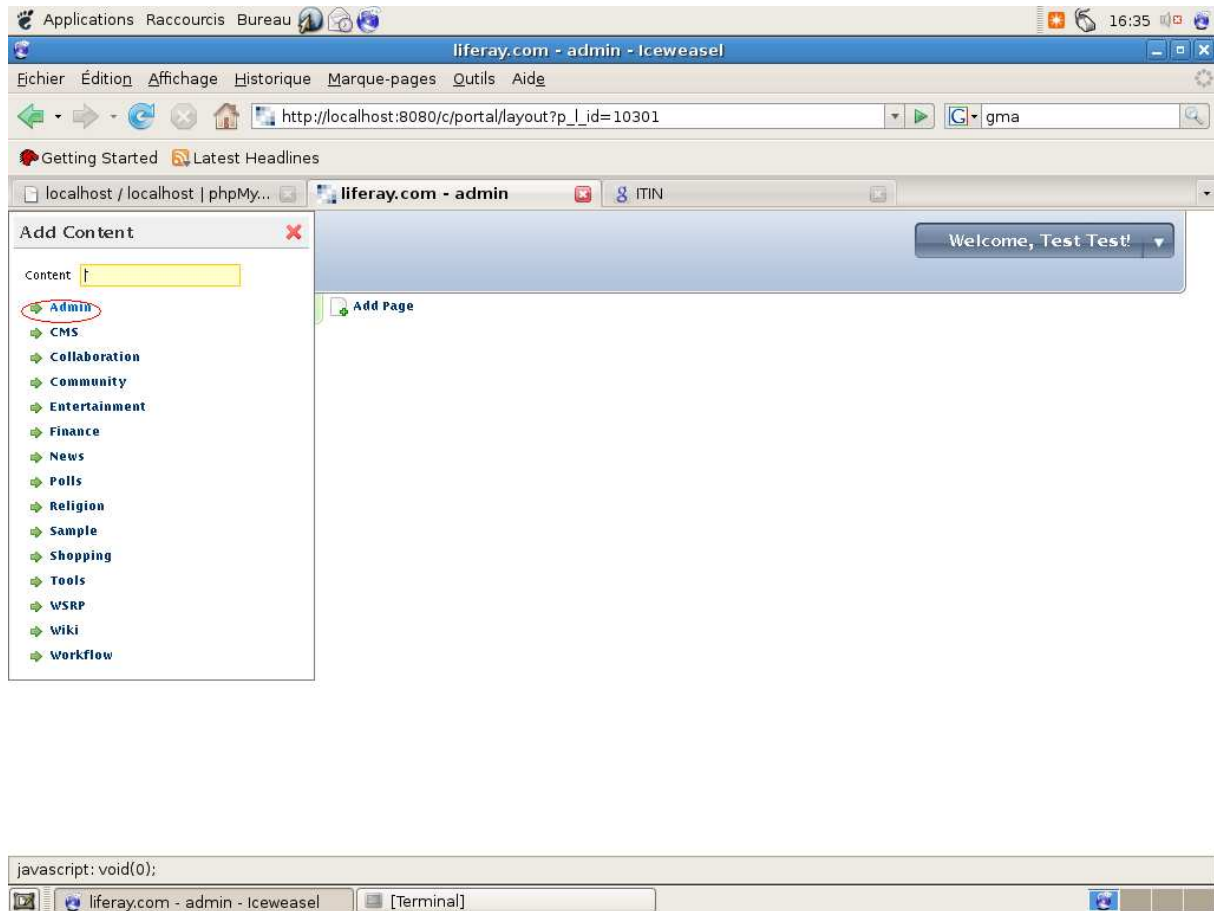 Applications Raccourcis Bureau 16:35
liferay.com - admin - Iceweasel
Fichier Édition Affichage Historique Marque-pages Outils Aide
http://localhost:8080/c/portal/layout?p_l_id=10301 G gma
Getting Started Latest Headlines
localhost / localhost | phpMy... liferay.com - admin g ITIN
Add Content
Welcome, Test Test!
Content
Admin
Add Page
CMS
Collaboration
Community
Entertainment
Finance
News
Polls
Religion
Sample
Shopping
Tools
WSRP
Wiki
Workflow
javascript: void(0);
liferay.com - admin - Iceweasel [Terminal]